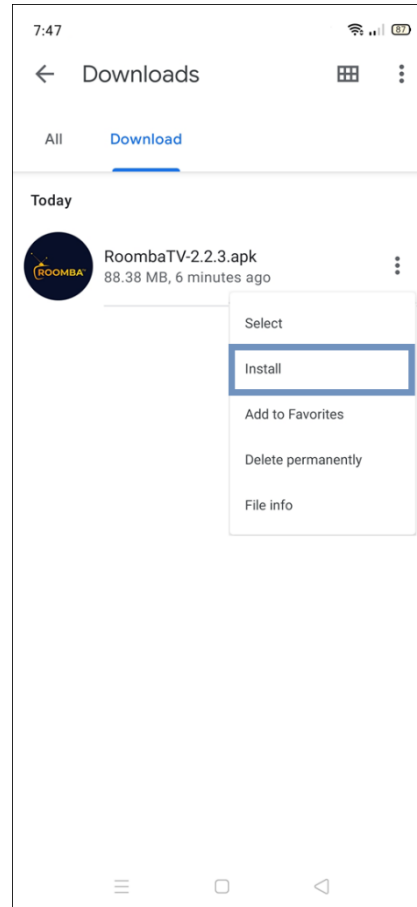 7:47
87
Downloads
All
Download
Today
ROOMBA
RoombaTV-2.2.3.apk
88.38 MB, 6 minutes ago
Select
Install
Add to Favorites
Delete permanently
File info